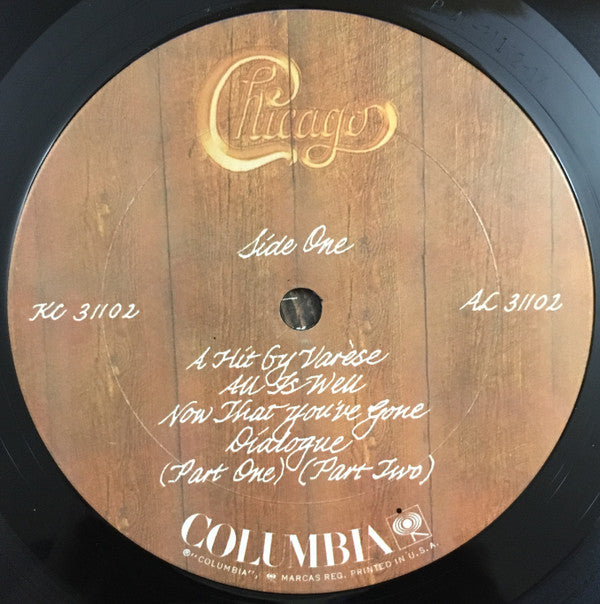 Chicago
Side One
KC 31102
AL 31102
A Hit By Varèse
All Is Well
Now That You've Gone
Dialogue
(Part One) (Part Two)
COLUMBIA
®"COLUMBIA", MARCAS REG. PRINTED IN U.S.A.